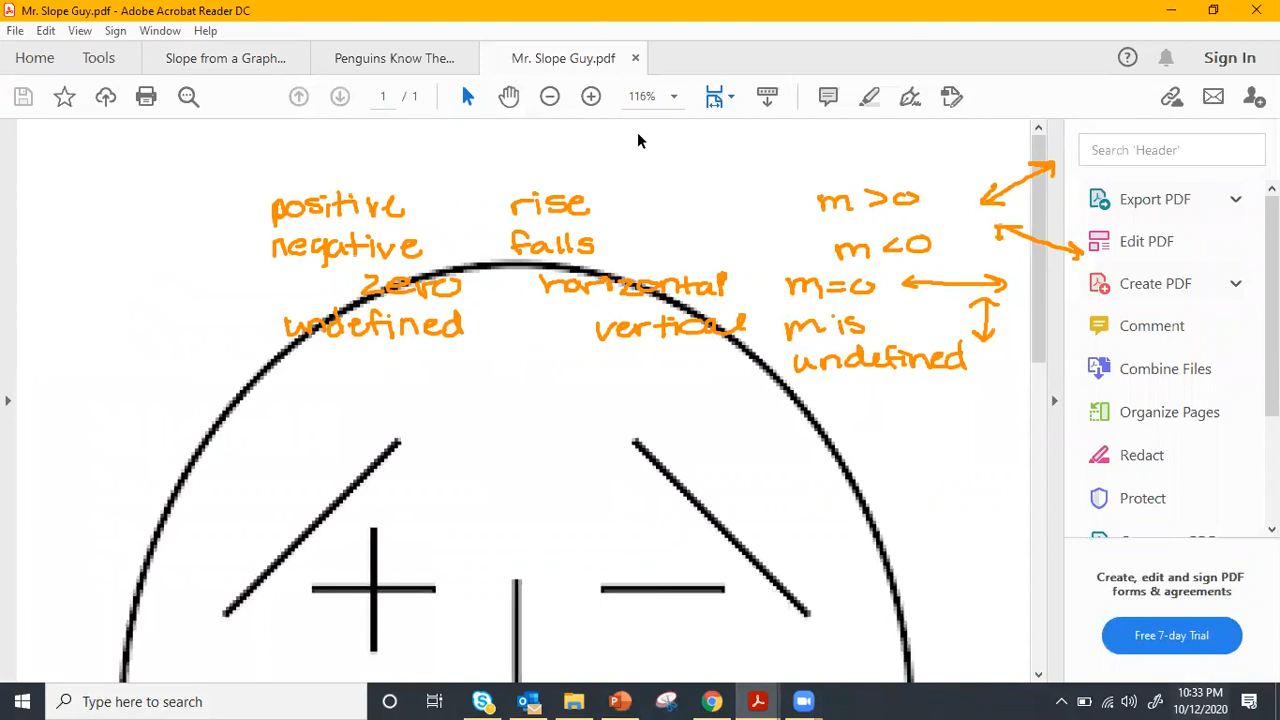 Mr. Slope Guy.pdf - Adobe Acrobat Reader DC
File Edit View Sign Window Help
Home Tools Slope from a Graph... Penguins Know The... Mr. Slope Guy.pdf × Sign In
1 / 1 116%
Search 'Header'
positive rise m >0
negative falls m <0
zero horizontal m=0
undefined vertical m is
undefined
Export PDF
Edit PDF
Create PDF
Comment
Combine Files
Organize Pages
Redact
Protect
Create, edit and sign PDF
forms & agreements
Free 7-day Trial
Type here to search
10:33 PM
10/12/2020